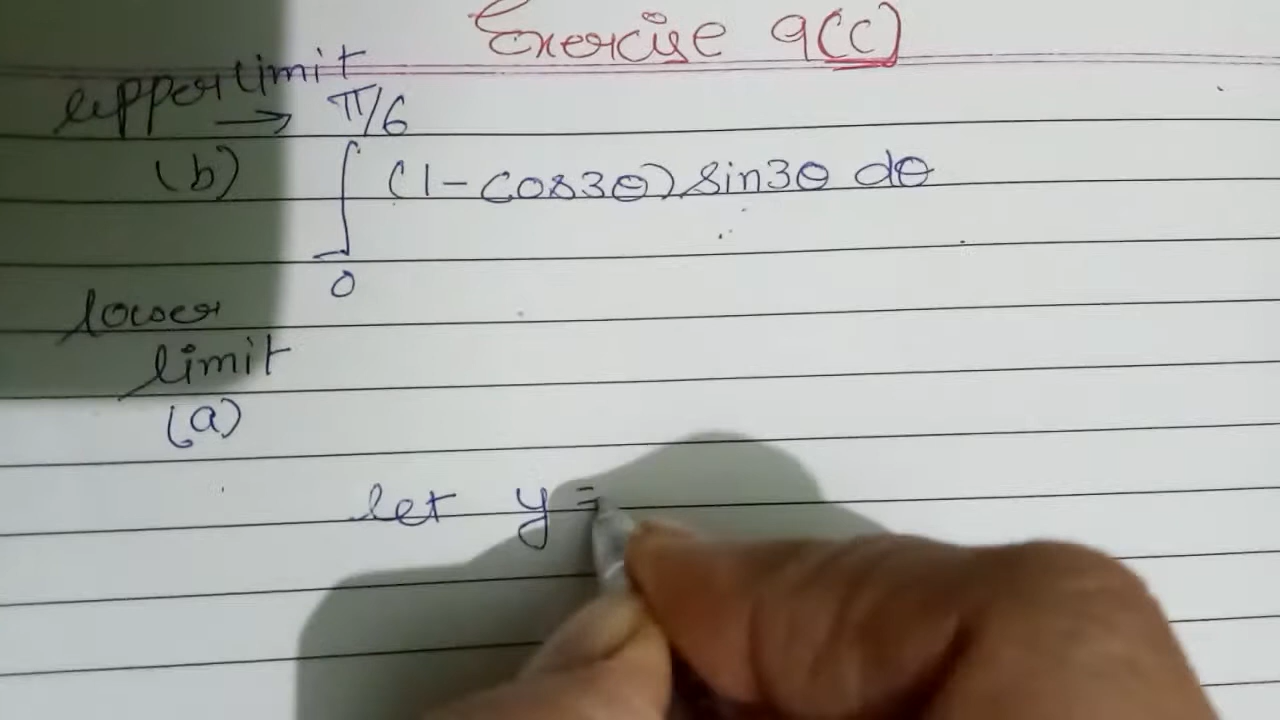 Exercise 9(C)
upper limit
→ π/6
(b) ∫ (1-cos3θ) sin3θ dθ
0
lower
limit
(a)
let y =